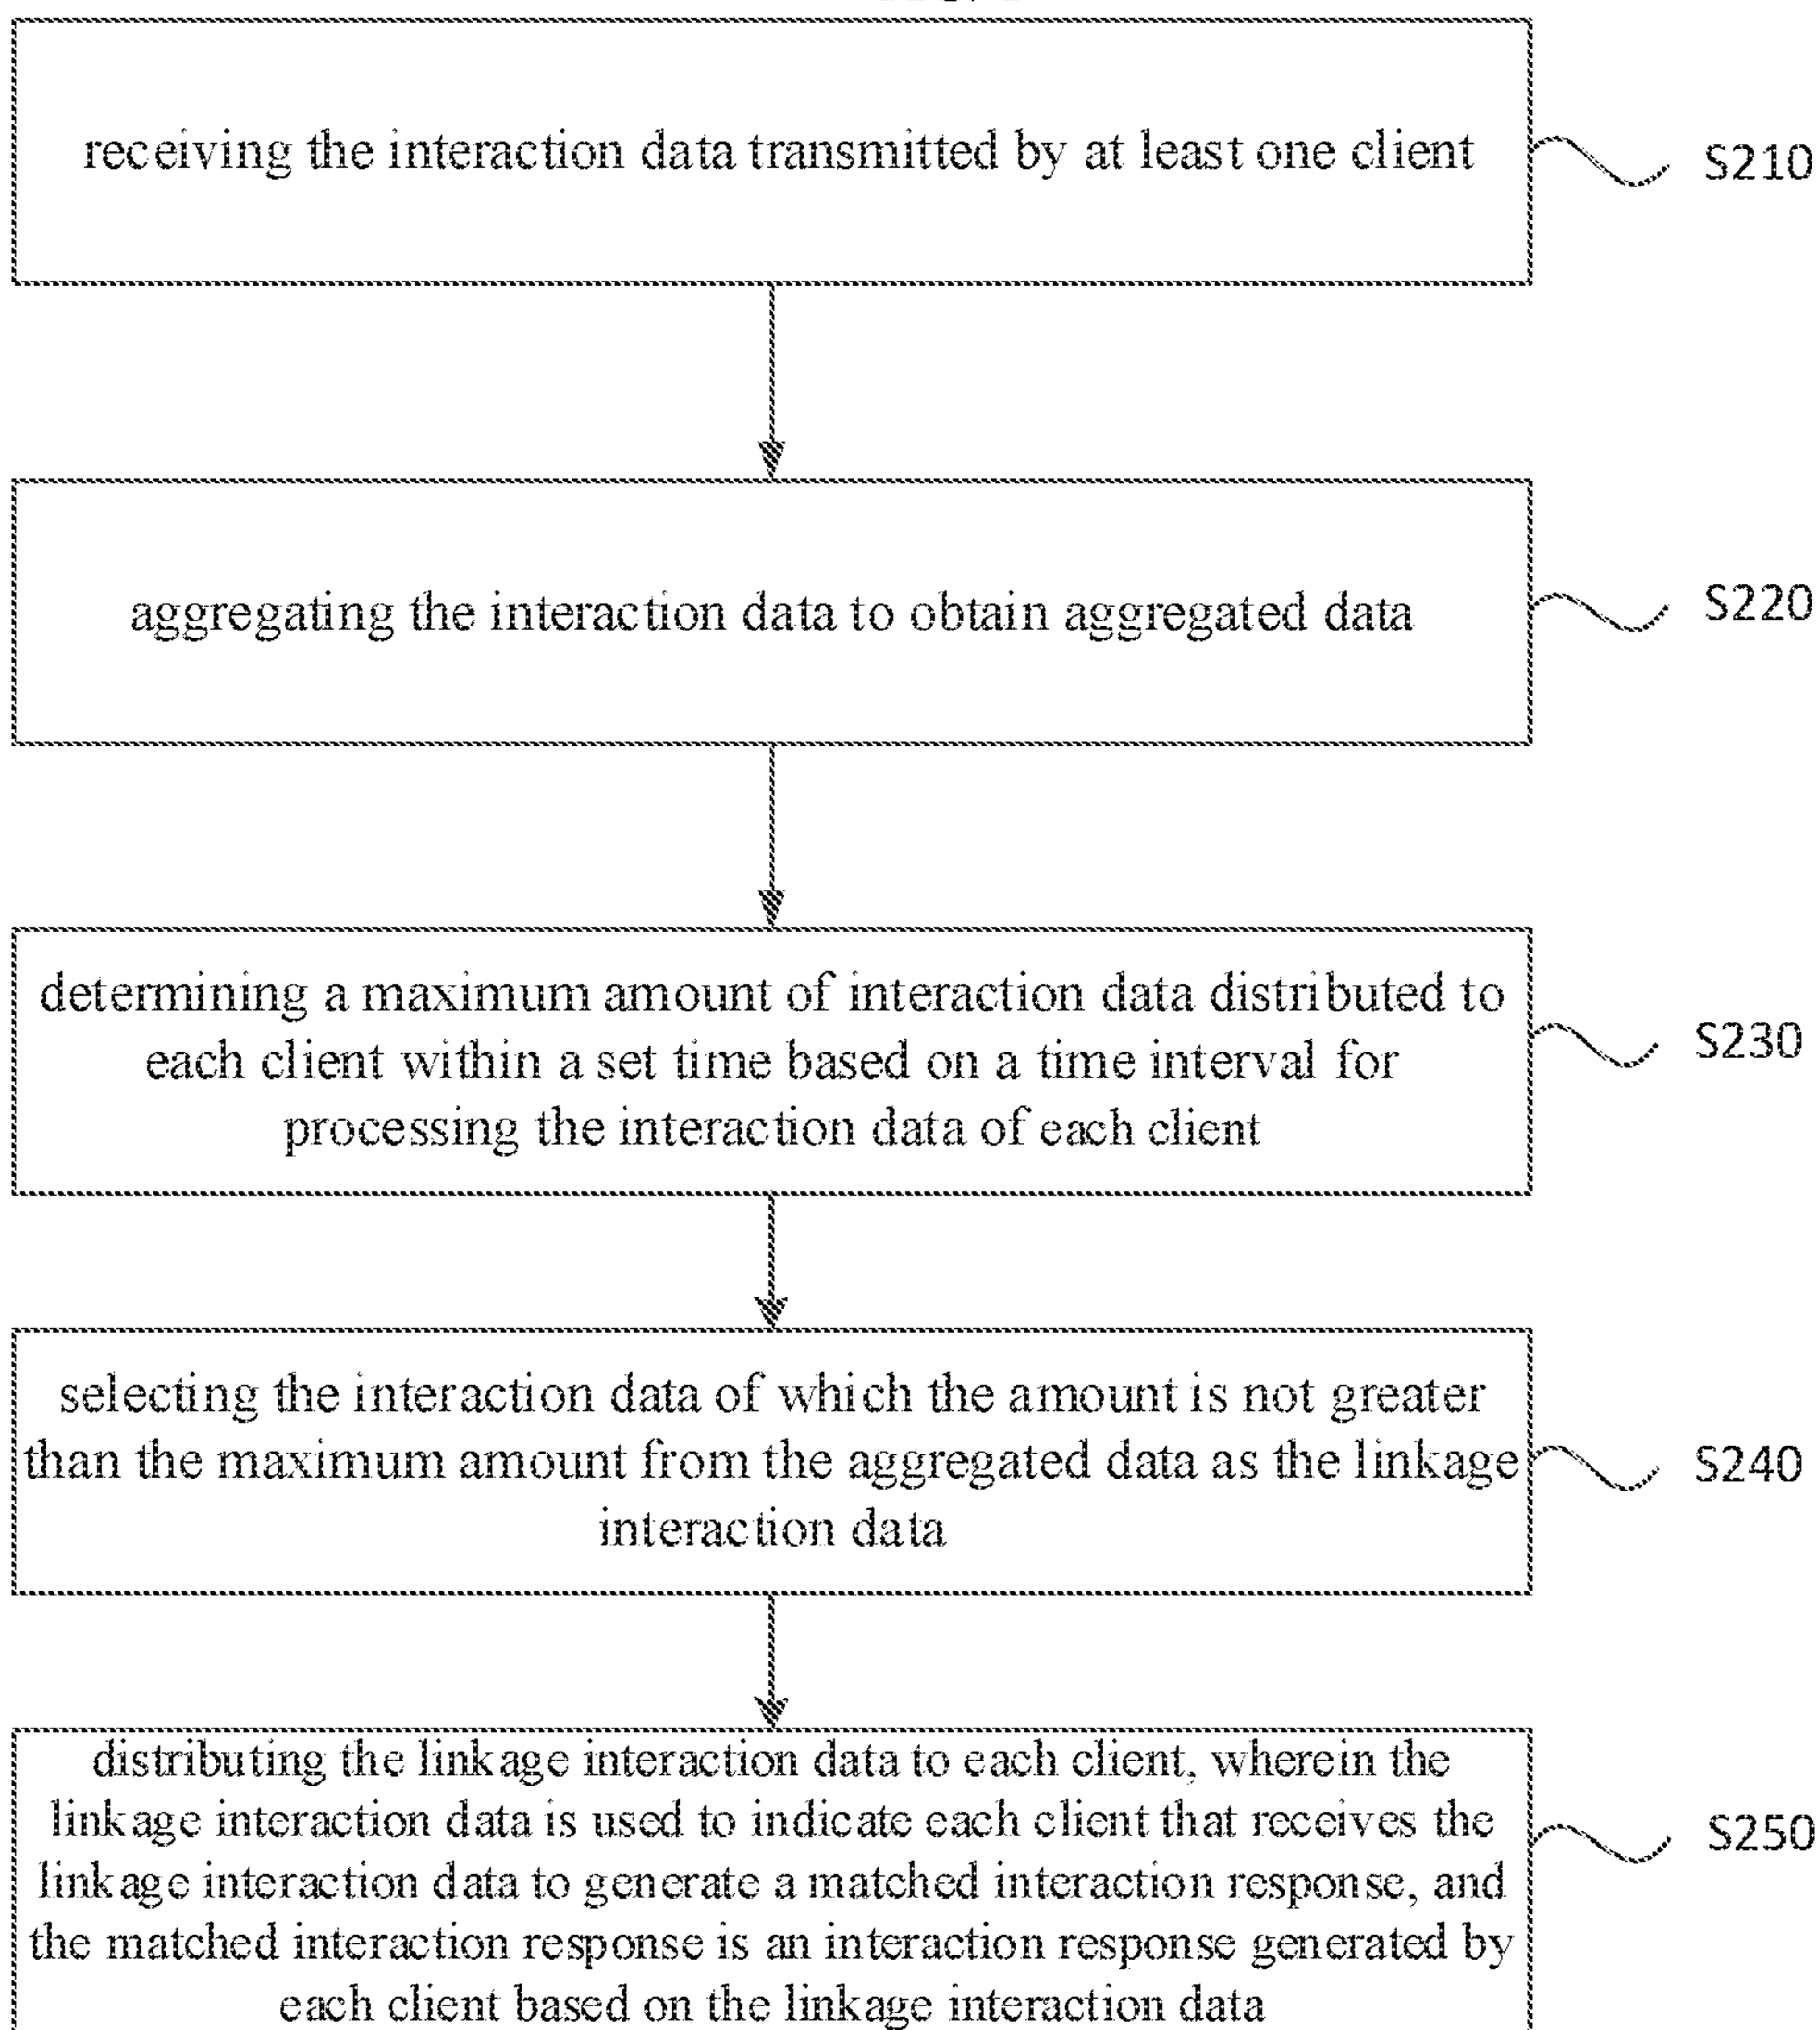 receiving the interaction data transmitted by at least one client
S210
aggregating the interaction data to obtain aggregated data
S220
determining a maximum amount of interaction data distributed to
each client within a set time based on a time interval for
processing the interaction data of each client
S230
selecting the interaction data of which the amount is not greater
than the maximum amount from the aggregated data as the linkage
interaction data
S240
distributing the linkage interaction data to each client, wherein the
linkage interaction data is used to indicate each client that receives the
linkage interaction data to generate a matched interaction response, and
the matched interaction response is an interaction response generated by
each client based on the linkage interaction data
S250